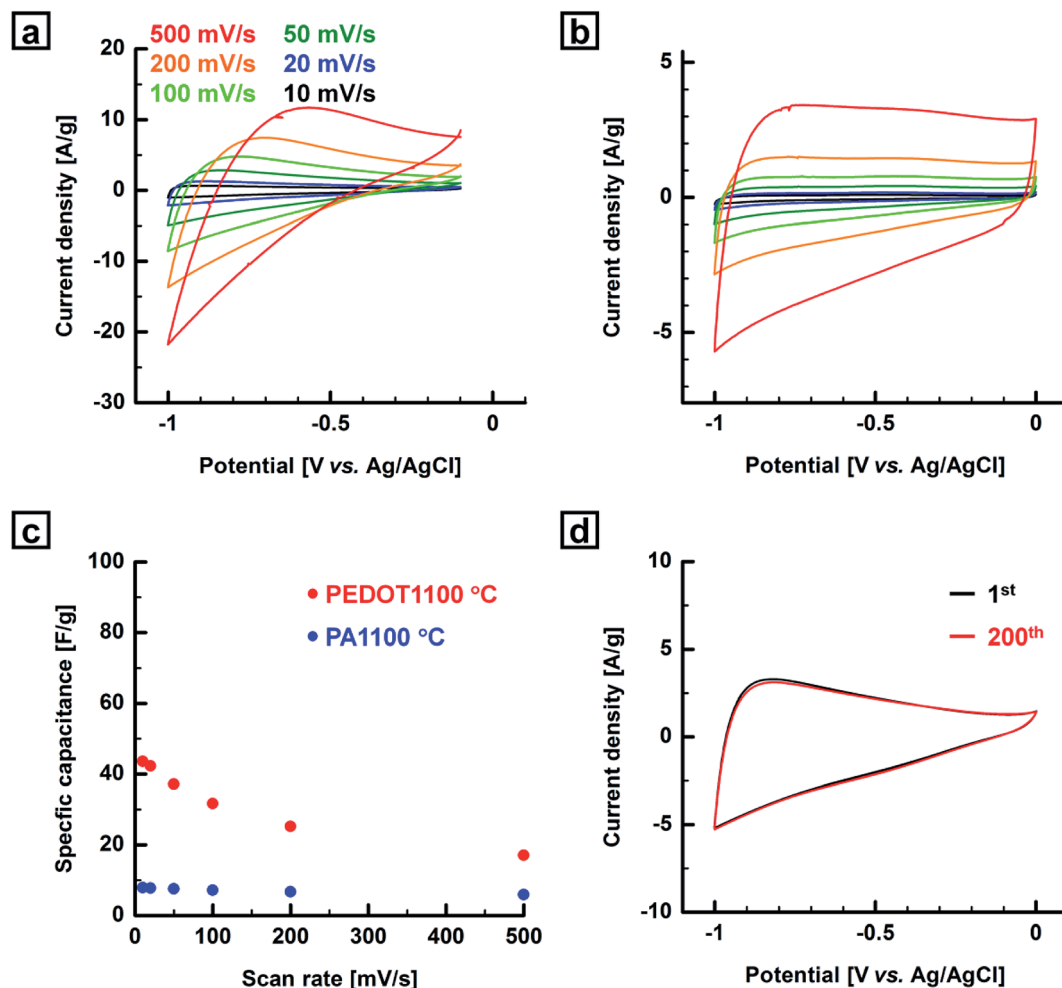 a
500 mV/s 50 mV/s
200 mV/s 20 mV/s
100 mV/s 10 mV/s
20
10
0
-10
-20
-30
Current density [A/g]
-1 -0.5 0
Potential [V vs. Ag/AgCl]
b
5
0
-5
Current density [A/g]
-1 -0.5 0
Potential [V vs. Ag/AgCl]
c
100
80
60
40
20
0
Specfic capacitance [F/g]
PEDOT1100 °C
PA1100 °C
0 100 200 300 400 500
Scan rate [mV/s]
d
10
5
0
-5
-10
Current density [A/g]
1st
200th
-1 -0.5 0
Potential [V vs. Ag/AgCl]